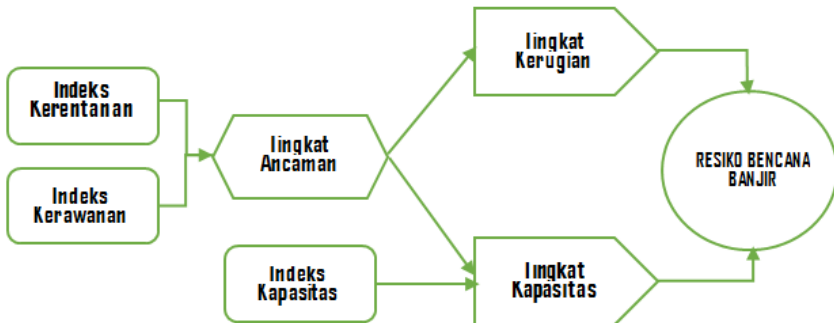 Tingkat
Kerugian
Indeks
Kerentanan
Tingkat
Ancaman
RESIKO BENCANA
BANJIR
Indeks
Kerawanan
Indeks
Kapasitas
Tingkat
Kapasitas